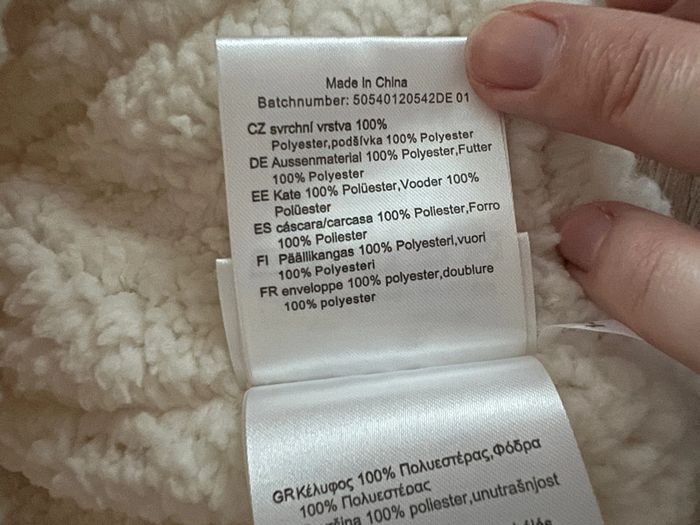 Made In China
Batchnumber: 50540120542DE 01
CZ svrchní vrstva 100%
Polyester,podšívka 100% Polyester
DE Aussenmaterial 100% Polyester,Futter
100% Polyester
EE Kate 100% Polüester,Vooder 100%
Polüester
ES cáscara/carcasa 100% Poliester,Forro
100% Poliester
FI Päällikangas 100% Polyesteri,vuori
100% Polyesteri
FR enveloppe 100% polyester,doublure
100% polyester
GR Κέλυφος 100% Πολυεστέρας,Φόδρα
100% Πολυεστέρας
100% poliester,unutrašnjost